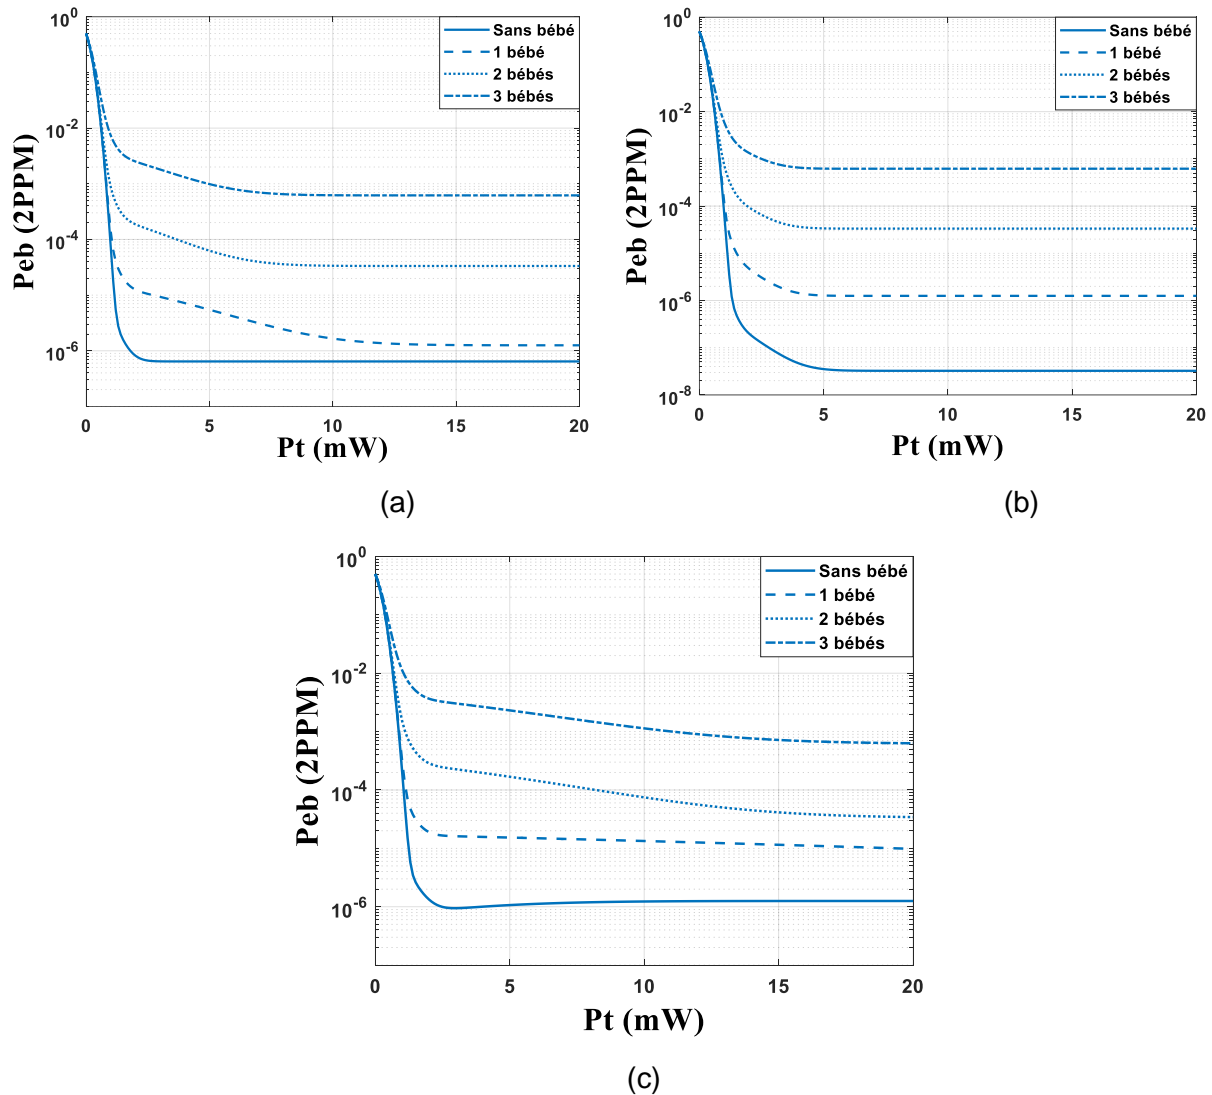 Sans bébé
1 bébé
2 bébés
3 bébés
10^0
10^-2
10^-4
10^-6
Peb (2PPM)
0 5 10 15 20
Pt (mW)
(a)
Sans bébé
1 bébé
2 bébés
3 bébés
10^0
10^-2
10^-4
10^-6
10^-8
Peb (2PPM)
0 5 10 15 20
Pt (mW)
(b)
Sans bébé
1 bébé
2 bébés
3 bébés
10^0
10^-2
10^-4
10^-6
Peb (2PPM)
0 5 10 15 20
Pt (mW)
(c)